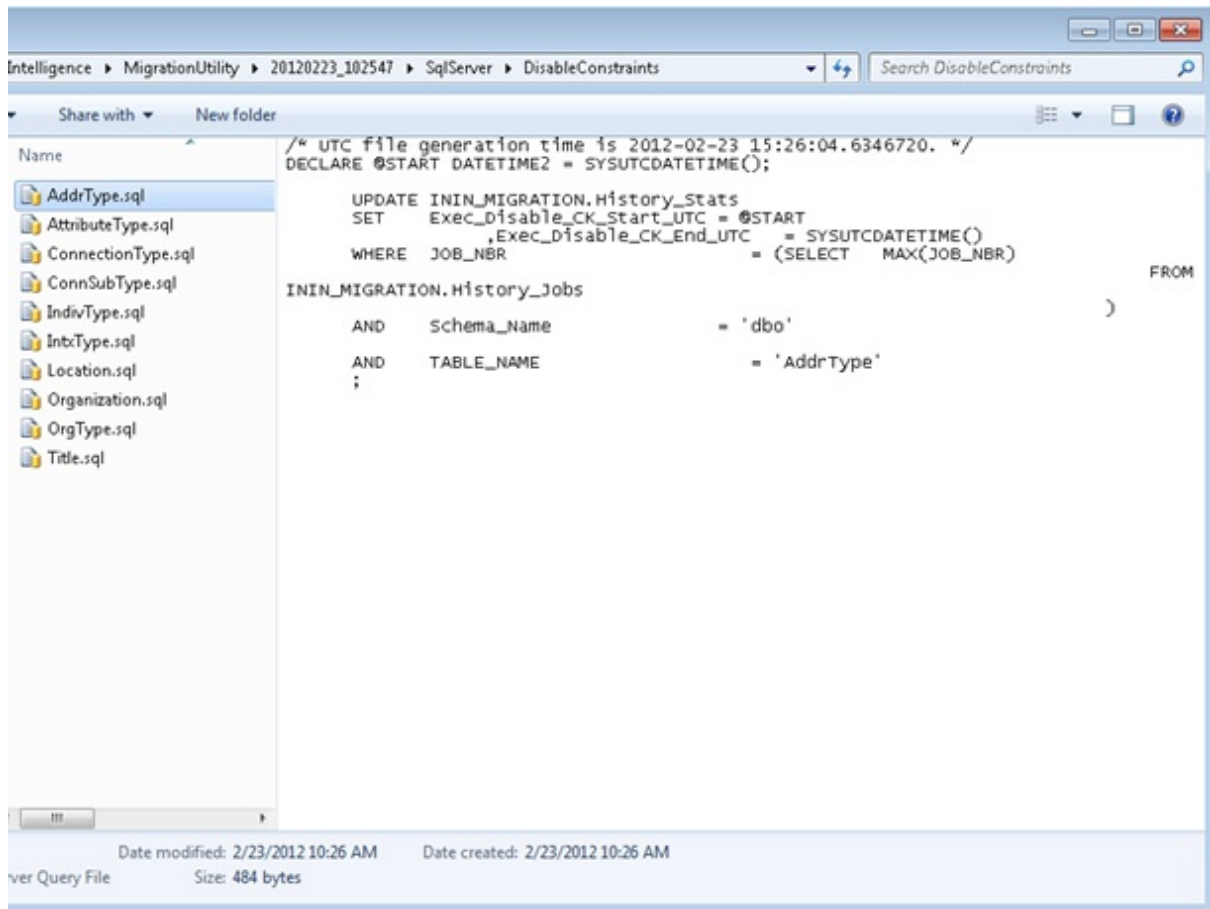 Intelligence ▸ MigrationUtility ▸ 20120223_102547 ▸ SqlServer ▸ DisableConstraints
Search DisableConstraints
Share with
New folder
Name
AddrType.sql
AttributeType.sql
ConnectionType.sql
ConnSubType.sql
IndivType.sql
IntxType.sql
Location.sql
Organization.sql
OrgType.sql
Title.sql
/* UTC file generation time is 2012-02-23 15:26:04.6346720. */
DECLARE @START DATETIME2 = SYSUTCDATETIME();
UPDATE ININ_MIGRATION.History_Stats
SET Exec_Disable_CK_Start_UTC = @START
,Exec_Disable_CK_End_UTC = SYSUTCDATETIME()
WHERE JOB_NBR = (SELECT MAX(JOB_NBR)
FROM
ININ_MIGRATION.History_Jobs
)
AND Schema_Name = 'dbo'
AND TABLE_NAME = 'AddrType'
;
Date modified: 2/23/2012 10:26 AM Date created: 2/23/2012 10:26 AM
ver Query File Size: 484 bytes